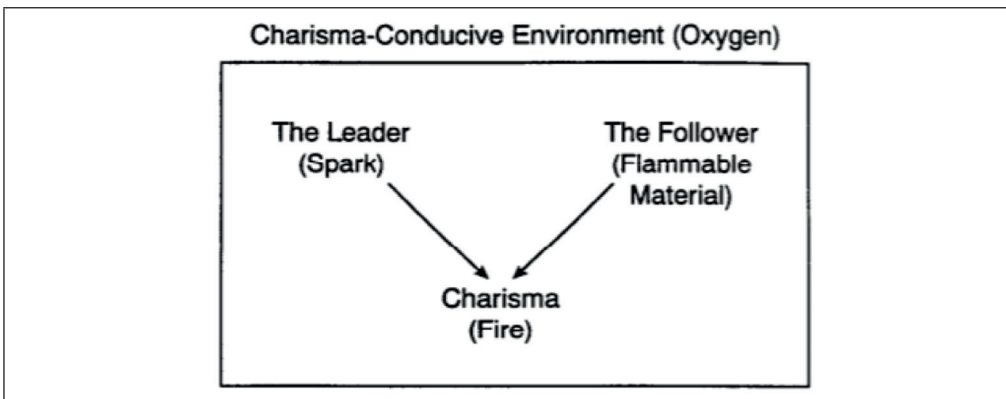 Charisma-Conducive Environment (Oxygen)
The Leader
(Spark)
The Follower
(Flammable
Material)
Charisma
(Fire)